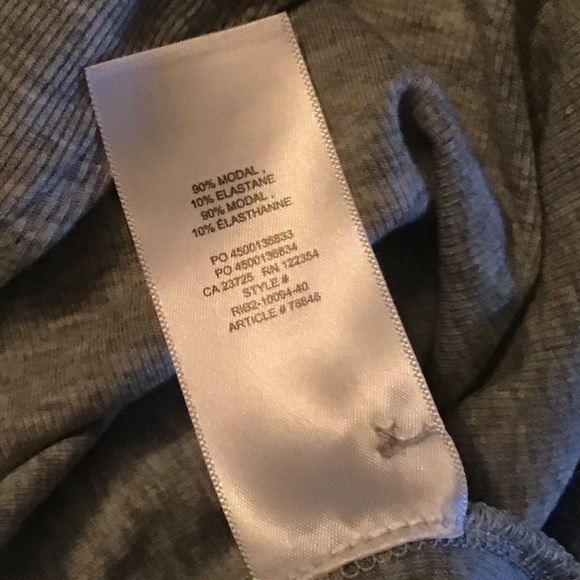 90% MODAL ,
10% ELASTANE
90% MODAL ,
10% ÉLASTHANNE
PO 4500136833
PO 4500136834
CA 23725 RN 122354
STYLE #
RIB2-10094-40
ARTICLE # 78646